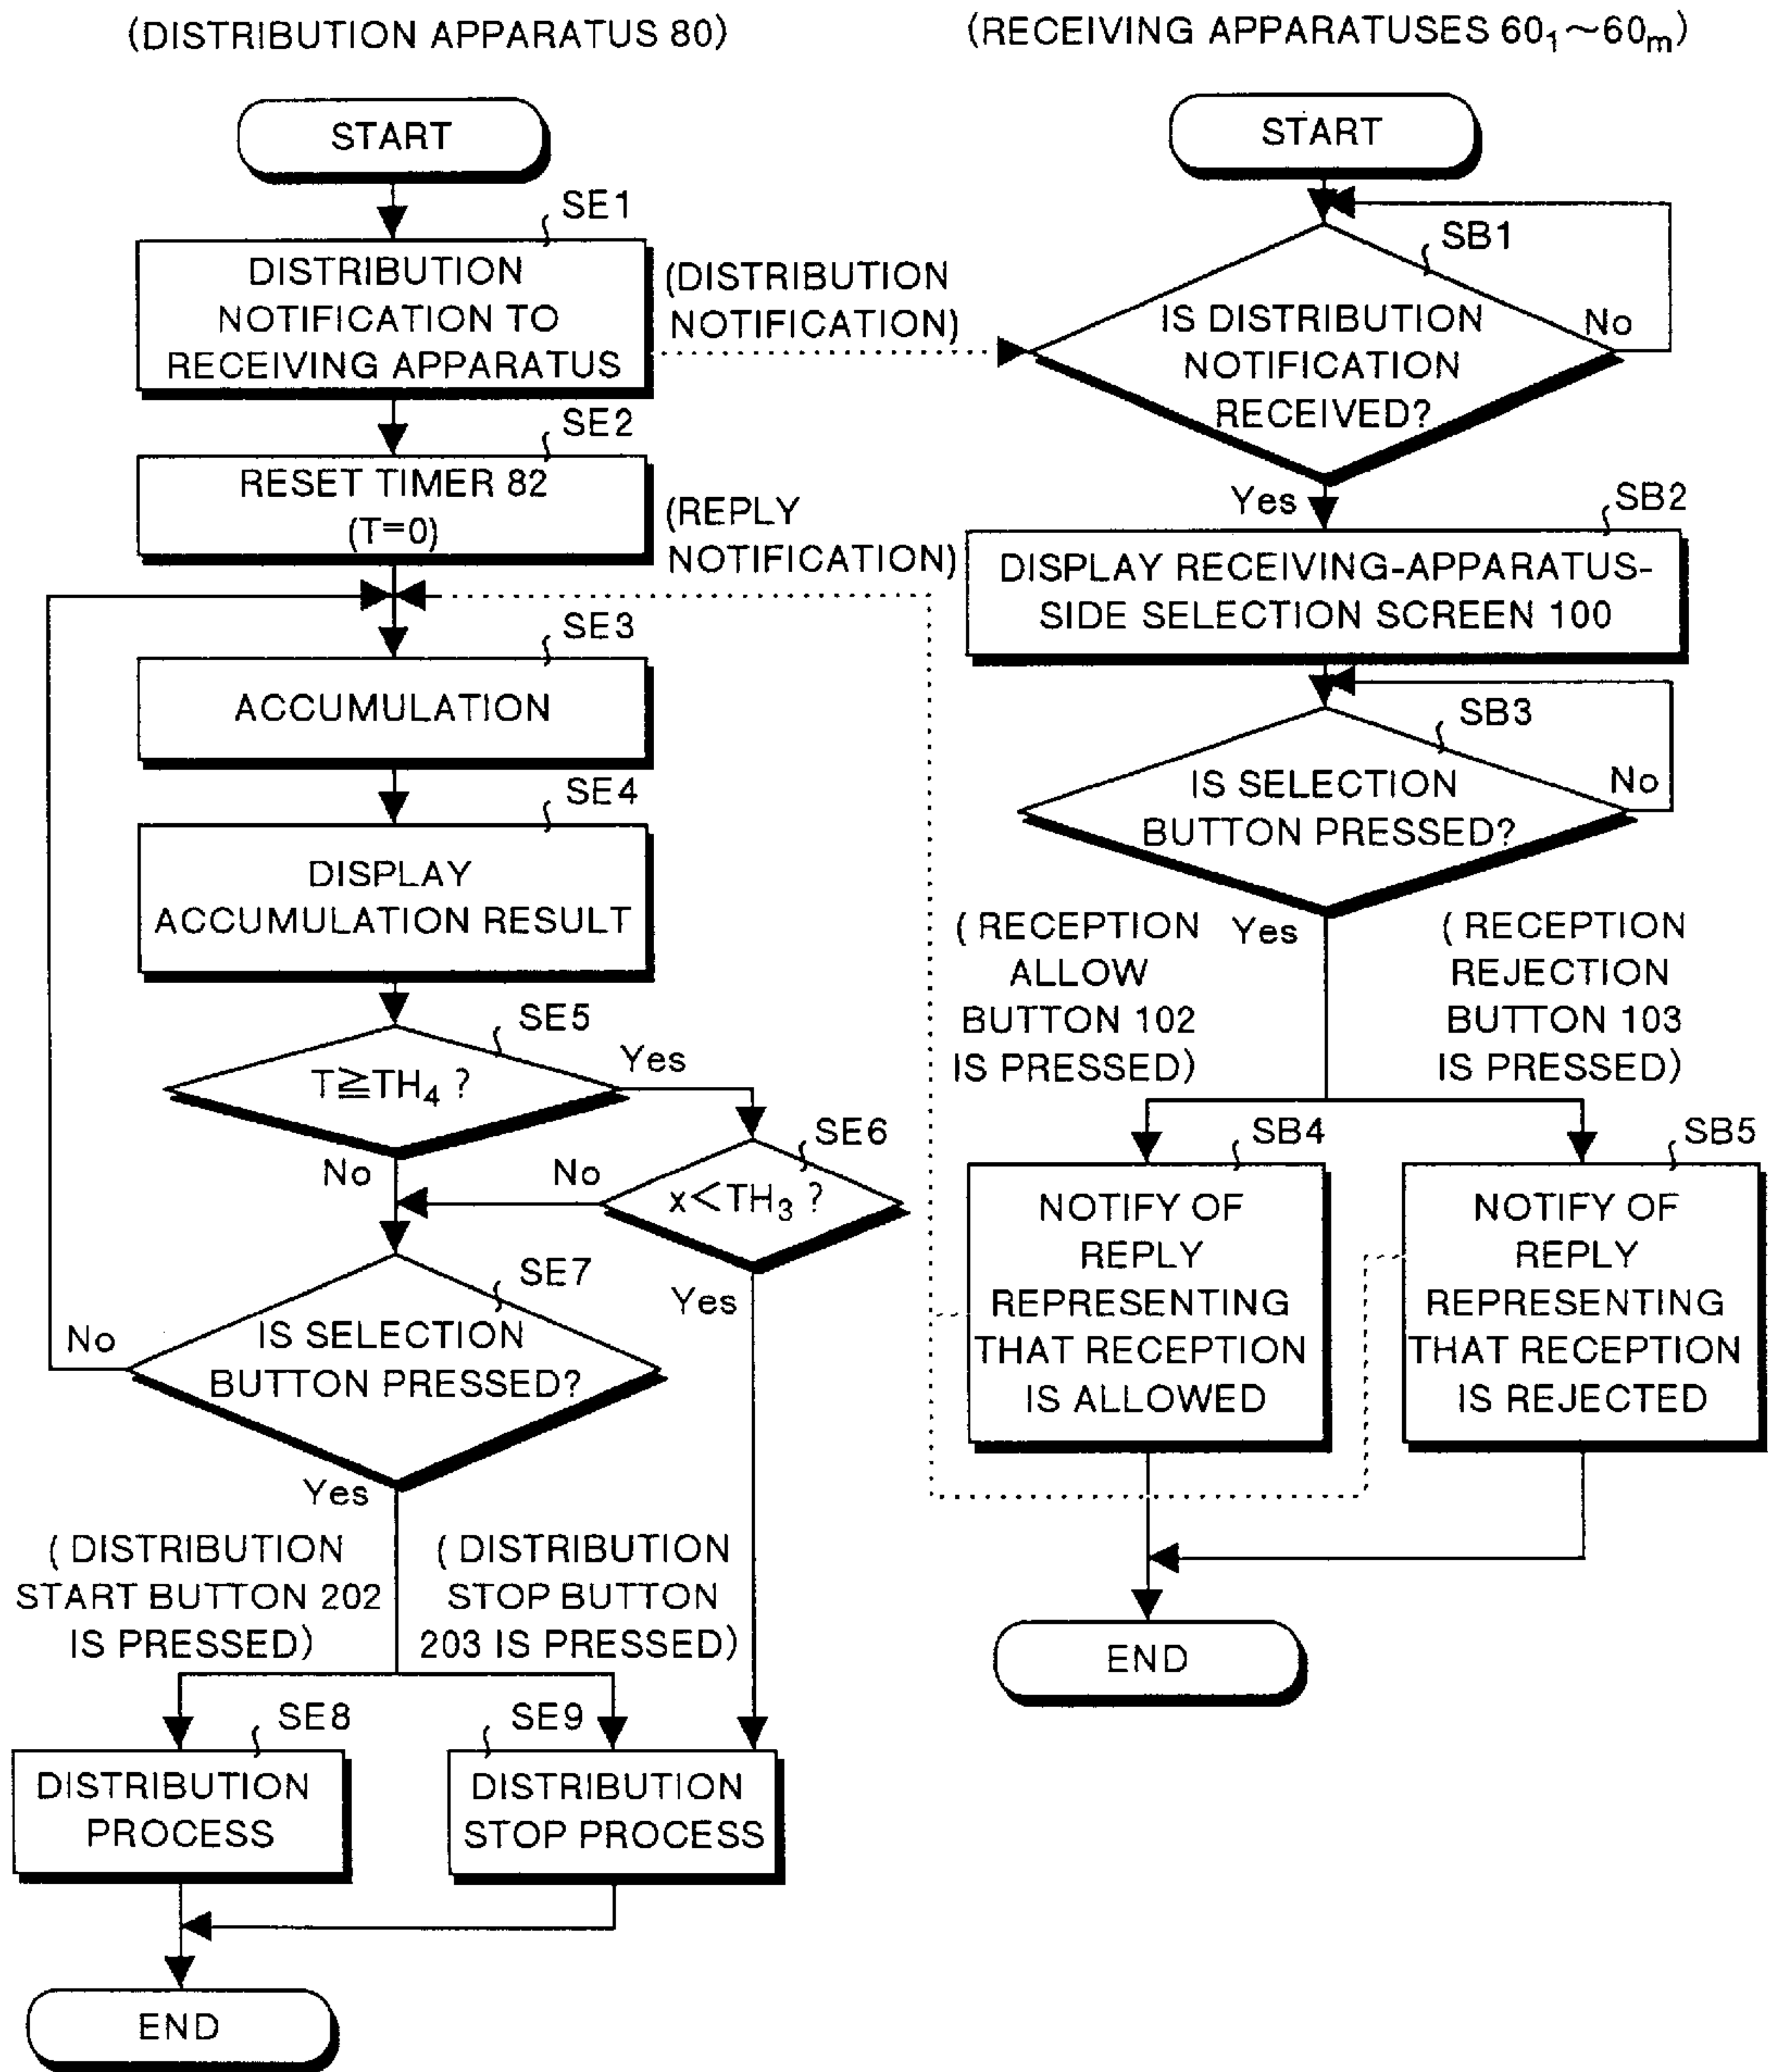 (DISTRIBUTION APPARATUS 80)
START
SE1
DISTRIBUTION
NOTIFICATION TO
RECEIVING APPARATUS
(DISTRIBUTION
NOTIFICATION)
SE2
RESET TIMER 82
(T=0)
(REPLY
NOTIFICATION)
SE3
ACCUMULATION
SE4
DISPLAY
ACCUMULATION RESULT
SE5
T≧TH₄ ?
Yes
No
SE6
x<TH₃ ?
No
Yes
SE7
IS SELECTION
BUTTON PRESSED?
No
Yes
( DISTRIBUTION
START BUTTON 202
IS PRESSED)
( DISTRIBUTION
STOP BUTTON
203 IS PRESSED)
SE8
DISTRIBUTION
PROCESS
SE9
DISTRIBUTION
STOP PROCESS
END
(RECEIVING APPARATUSES 60₁~60ₘ)
START
SB1
IS DISTRIBUTION
NOTIFICATION
RECEIVED?
No
Yes
SB2
DISPLAY RECEIVING-APPARATUS-
SIDE SELECTION SCREEN 100
SB3
IS SELECTION
BUTTON PRESSED?
No
Yes
( RECEPTION
ALLOW
BUTTON 102
IS PRESSED)
( RECEPTION
REJECTION
BUTTON 103
IS PRESSED)
SB4
NOTIFY OF
REPLY
REPRESENTING
THAT RECEPTION
IS ALLOWED
SB5
NOTIFY OF
REPLY
REPRESENTING
THAT RECEPTION
IS REJECTED
END